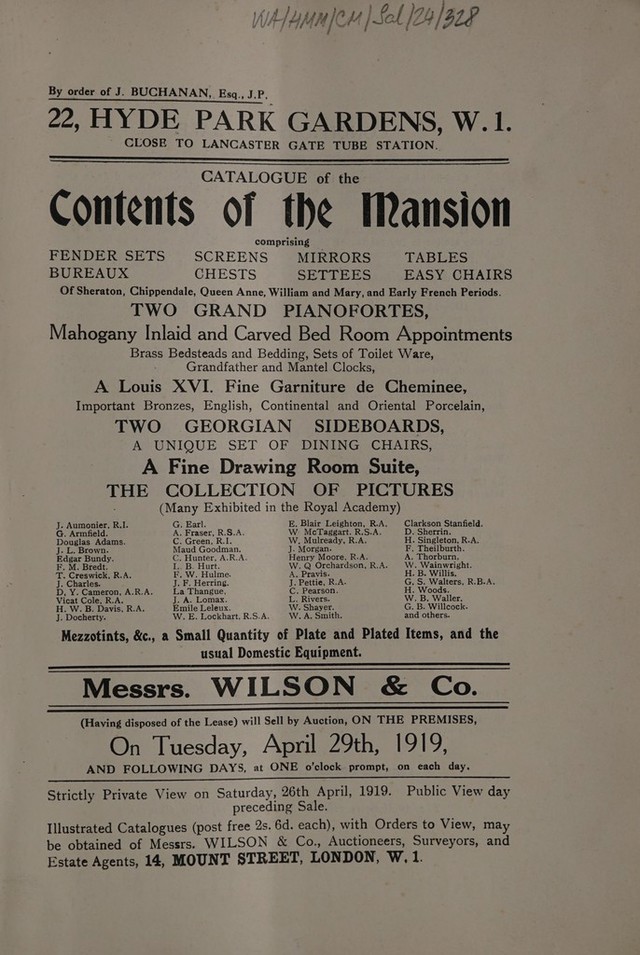 WA/HMM/CM/Sal/24/328
By order of J. BUCHANAN, Esq., J.P.
22, HYDE PARK GARDENS, W.1.
CLOSE TO LANCASTER GATE TUBE STATION.
CATALOGUE of the
Contents of the Mansion
comprising
FENDER SETS SCREENS MIRRORS TABLES
BUREAUX CHESTS SETTEES EASY CHAIRS
Of Sheraton, Chippendale, Queen Anne, William and Mary, and Early French Periods.
TWO GRAND PIANOFORTES,
Mahogany Inlaid and Carved Bed Room Appointments
Brass Bedsteads and Bedding, Sets of Toilet Ware,
Grandfather and Mantel Clocks,
A Louis XVI. Fine Garniture de Cheminee,
Important Bronzes, English, Continental and Oriental Porcelain,
TWO GEORGIAN SIDEBOARDS,
A UNIQUE SET OF DINING CHAIRS,
A Fine Drawing Room Suite,
THE COLLECTION OF PICTURES
(Many Exhibited in the Royal Academy)
J. Aumonier, R.I.
G. Armfield.
Douglas Adams.
J. L. Brown.
Edgar Bundy.
F. M. Bredt.
T. Creswick, R.A.
J. Charles.
D. Y. Cameron, A.R.A.
Vicat Cole, R.A.
H. W. B. Davis, R.A.
J. Docherty.
G. Earl.
A. Fraser, R.S.A.
C. Green, R.I.
Maud Goodman.
C. Hunter, A.R.A.
L. B. Hurt.
F. W. Hulme.
J. F. Herring.
La Thangue.
J. A. Lomax.
Emile Leleux.
W. E. Lockhart, R.S.A.
E. Blair Leighton, R.A.
W. McTaggart, R.S.A.
W. Mulready, R.A.
J. Morgan.
Henry Moore, R.A.
W. Q Orchardson, R.A.
A. Pravis.
J. Pettie, R.A.
C. Pearson.
L. Rivers.
W. Shayer.
W. A. Smith.
Clarkson Stanfield.
D. Sherrin.
H. Singleton, R.A.
F. Theilburth.
A. Thorburn.
W. Wainwright.
H. B. Willis.
G. S. Walters, R.B.A.
H. Woods.
W. B. Waller.
G. B. Willcock.
and others.
Mezzotints, &c., a Small Quantity of Plate and Plated Items, and the
usual Domestic Equipment.
Messrs. WILSON & Co.
(Having disposed of the Lease) will Sell by Auction, ON THE PREMISES,
On Tuesday, April 29th, 1919,
AND FOLLOWING DAYS, at ONE o'clock prompt, on each day.
Strictly Private View on Saturday, 26th April, 1919. Public View day
preceding Sale.
Illustrated Catalogues (post free 2s. 6d. each), with Orders to View, may
be obtained of Messrs. WILSON & Co., Auctioneers, Surveyors, and
Estate Agents, 14, MOUNT STREET, LONDON, W.1.